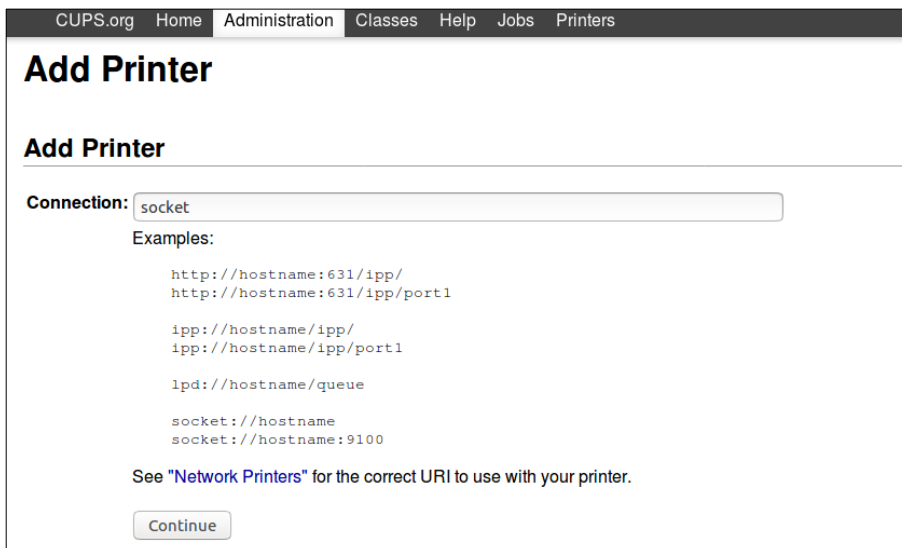 CUPS.org Home Administration Classes Help Jobs Printers
Add Printer
Add Printer
Connection: socket
Examples:
http://hostname:631/ipp/
http://hostname:631/ipp/port1
ipp://hostname/ipp/
ipp://hostname/ipp/port1
lpd://hostname/queue
socket://hostname
socket://hostname:9100
See "Network Printers" for the correct URI to use with your printer.
Continue